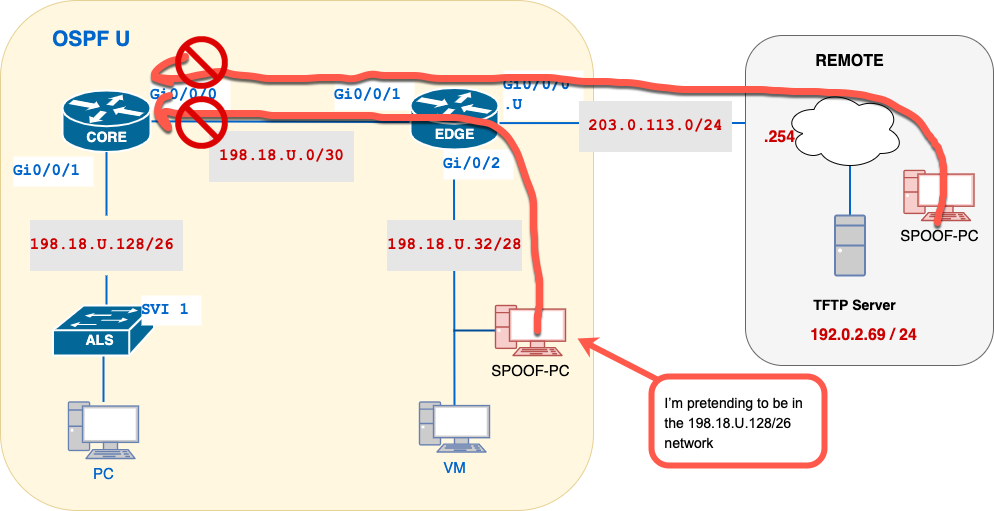 OSPF U
REMOTE
Gi0/0/0
Gi0/0/1
Gi0/0/0
.U
CORE
EDGE
203.0.113.0/24
.254
198.18.U.0/30
Gi0/0/1
Gi/0/2
198.18.U.128/26
198.18.U.32/28
SPOOF-PC
SVI 1
ALS
TFTP Server
192.0.2.69 / 24
SPOOF-PC
I'm pretending to be in
the 198.18.U.128/26
network
PC
VM